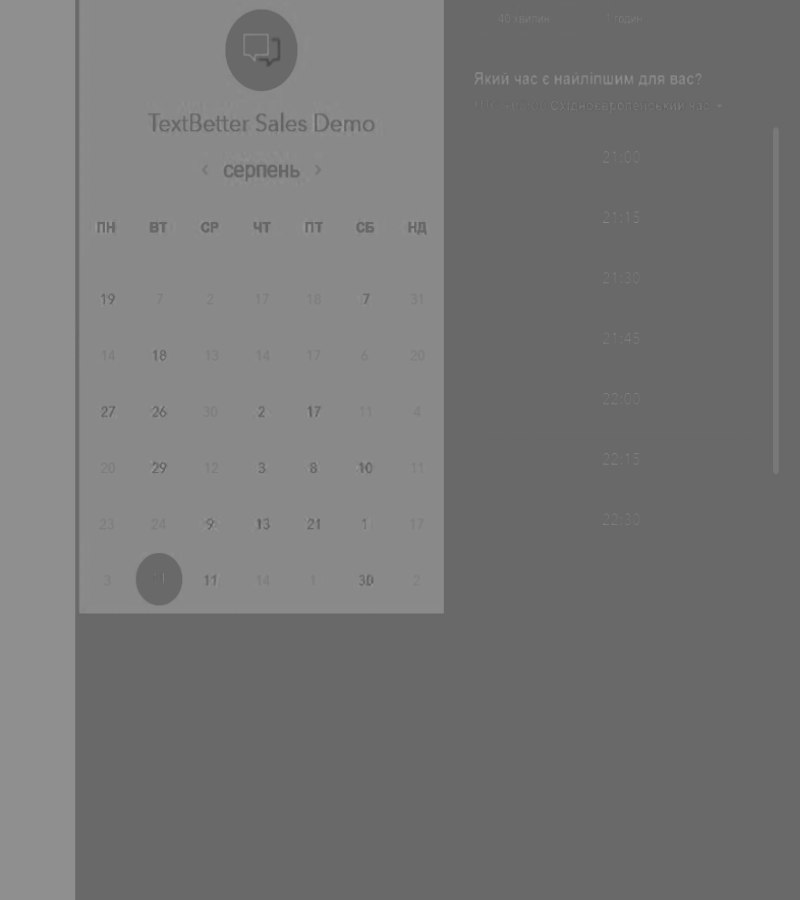 TextBetter Sales Demo
‹ серпень ›
ПН ВТ СР ЧТ ПТ СБ НД
19 7 2 17 18 7 31
14 18 13 14 17 6 20
27 26 30 2 17 11 4
20 29 12 3 8 10 11
23 24 9 13 21 1 17
3 11 11 14 1 30 2
40 хвилин 1 годин
Який час є найліпшим для вас?
Східноєвропейський час
21:00
21:15
21:30
21:45
22:00
22:15
22:30